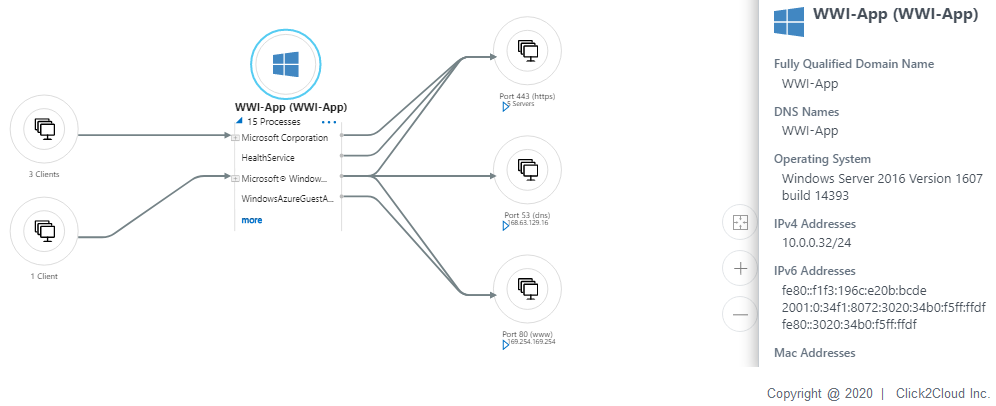 WWI-App (WWI-App)
15 Processes
...
Microsoft Corporation
HealthService
Microsoft® Window...
WindowsAzureGuestA...
more
3 Clients
1 Client
Port 443 (https)
5 Servers
Port 53 (dns)
168.63.129.16
Port 80 (www)
169.254.169.254
WWI-App (WWI-App)
Fully Qualified Domain Name
WWI-App
DNS Names
WWI-App
Operating System
Windows Server 2016 Version 1607
build 14393
IPv4 Addresses
10.0.0.32/24
IPv6 Addresses
fe80::f1f3:196c:e20b:bcde
2001:0:34f1:8072:3020:34b0:f5ff:ffdf
fe80::3020:34b0:f5ff:ffdf
Mac Addresses
Copyright @ 2020 | Click2Cloud Inc.